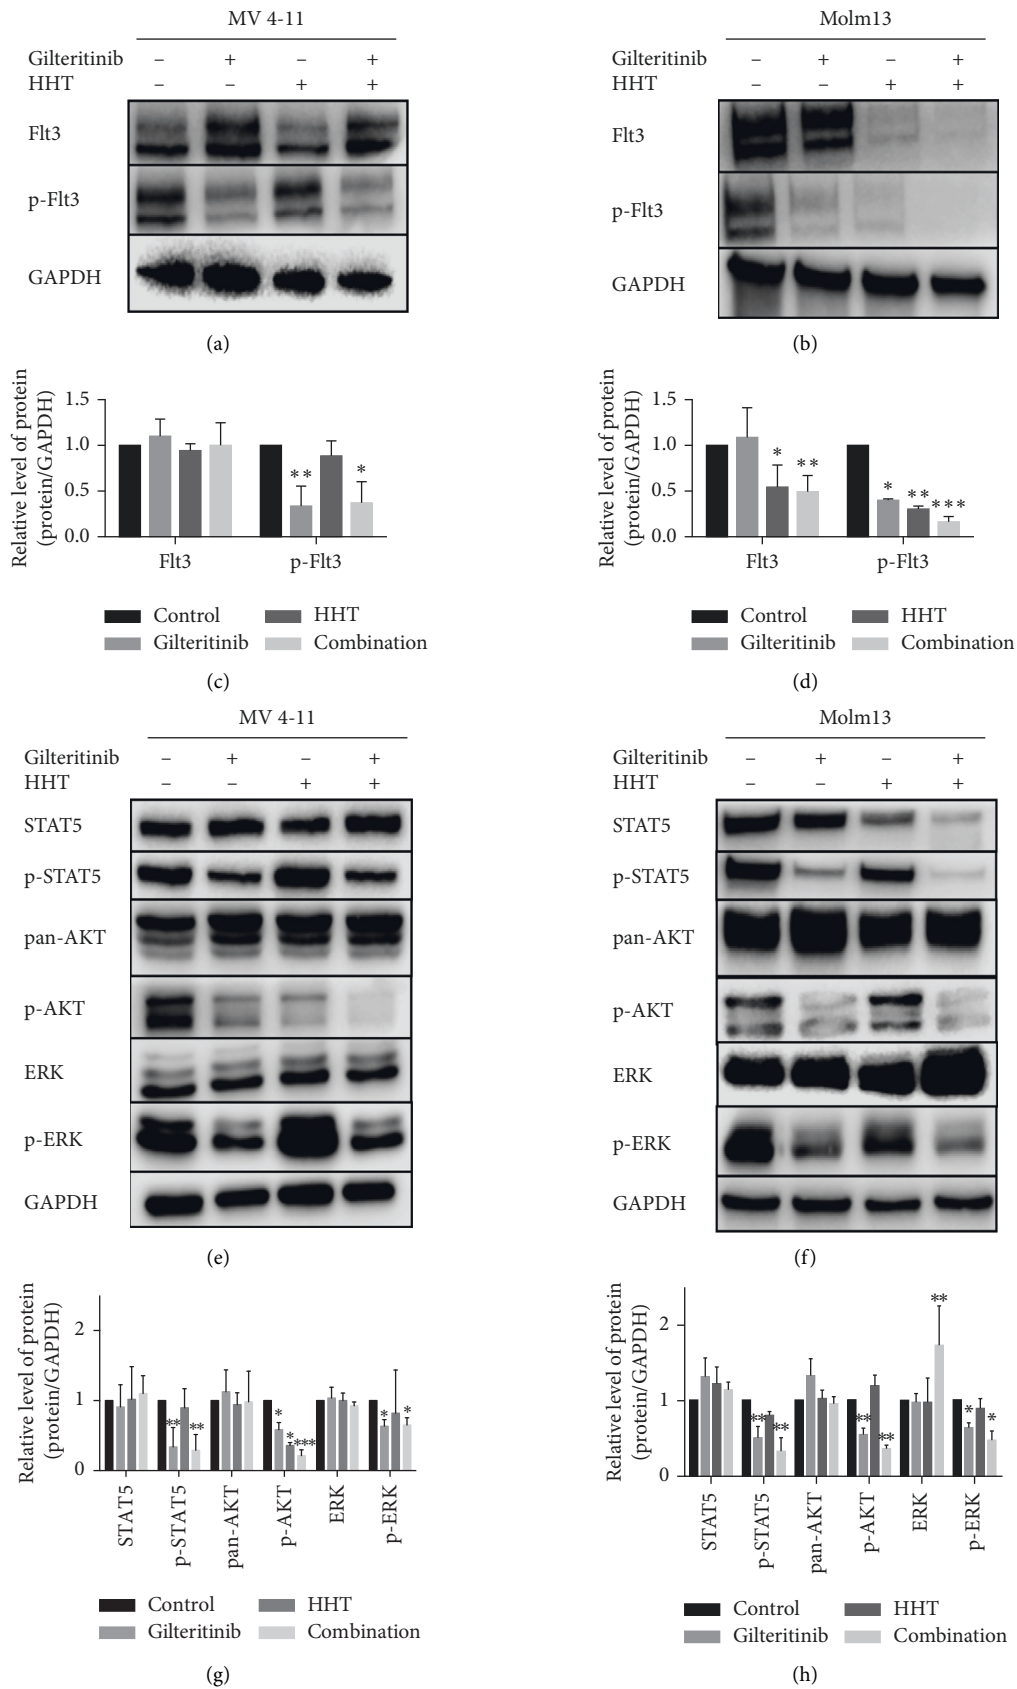 MV 4-11
Gilteritinib – + – +
HHT – – + +
Flt3
p-Flt3
GAPDH
(a)
Molm13
Gilteritinib – + – +
HHT – – + +
Flt3
p-Flt3
GAPDH
(b)
Relative level of protein
(protein/GAPDH)
1.5
1.0
0.5
0.0
** *
Flt3 p-Flt3
Control HHT
Gilteritinib Combination
(c)
Relative level of protein
(protein/GAPDH)
1.5
1.0
0.5
0.0
* ** * ** ***
Flt3 p-Flt3
Control HHT
Gilteritinib Combination
(d)
MV 4-11
Gilteritinib – + – +
HHT – – + +
STAT5
p-STAT5
pan-AKT
p-AKT
ERK
p-ERK
GAPDH
(e)
Molm13
Gilteritinib – + – +
HHT – – + +
STAT5
p-STAT5
pan-AKT
p-AKT
ERK
p-ERK
GAPDH
(f)
Relative level of protein
(protein/GAPDH)
2
1
0
** ** * * *** * *
STAT5 p-STAT5 pan-AKT p-AKT ERK p-ERK
Control HHT
Gilteritinib Combination
(g)
Relative level of protein
(protein/GAPDH)
2
1
0
** ** ** ** ** * *
STAT5 p-STAT5 pan-AKT p-AKT ERK p-ERK
Control HHT
Gilteritinib Combination
(h)